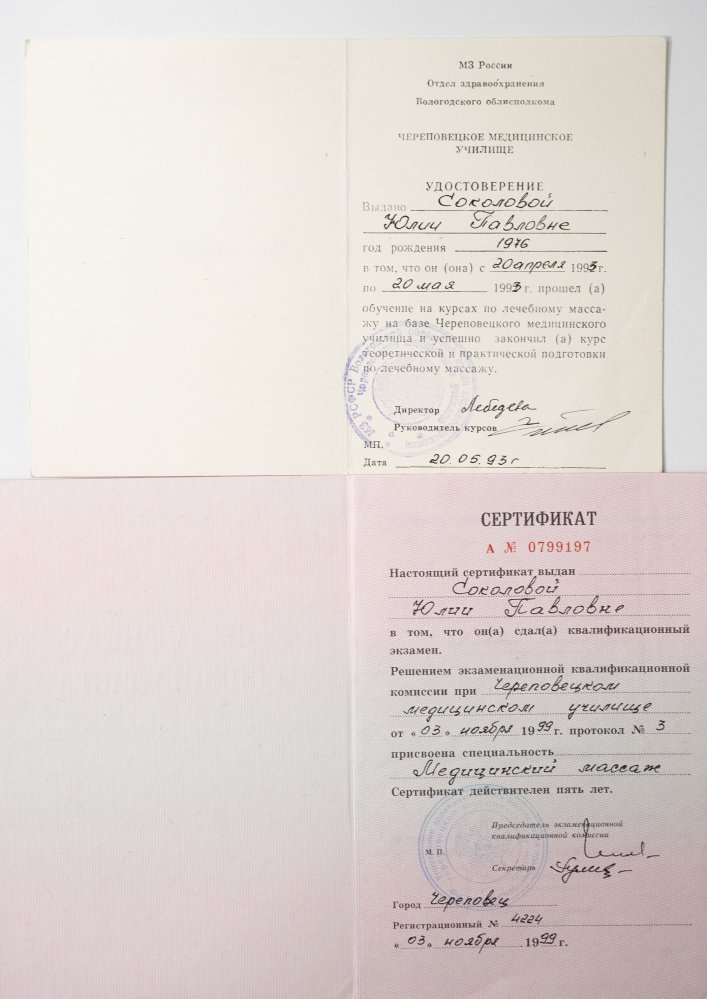 МЗ России
Отдел здравоохранения
Вологодского облисполкома
ЧЕРЕПОВЕЦКОЕ МЕДИЦИНСКОЕ
УЧИЛИЩЕ
УДОСТОВЕРЕНИЕ
Выдано Соколовой
Юлии Павловне
год рождения 1976
в том, что он (она) с 20 апреля 1993г.
по 20 мая 1993 г. прошел (а)
обучение на курсах по лечебному масса-
жу на базе Череповецкого медицинского
училища и успешно закончил (а) курс
теоретической и практической подготовки
по лечебному массажу.
Директор Лебедева
Руководитель курсов
МП.
Дата 20.05.93г
СЕРТИФИКАТ
А № 0799197
Настоящий сертификат выдан
Соколовой
Юлии Павловне
в том, что он(а) сдал(а) квалификационный
экзамен.
Решением экзаменационной квалификационной
комиссии при Череповецком
медицинском училище
от «03» ноября 1999 г. протокол № 3
присвоена специальность
Медицинский массаж
Сертификат действителен пять лет.
Председатель экзаменационной
квалификационной комиссии
М. П.
Секретарь
Город Череповец
Регистрационный № 4224
«03» ноября 1999 г.